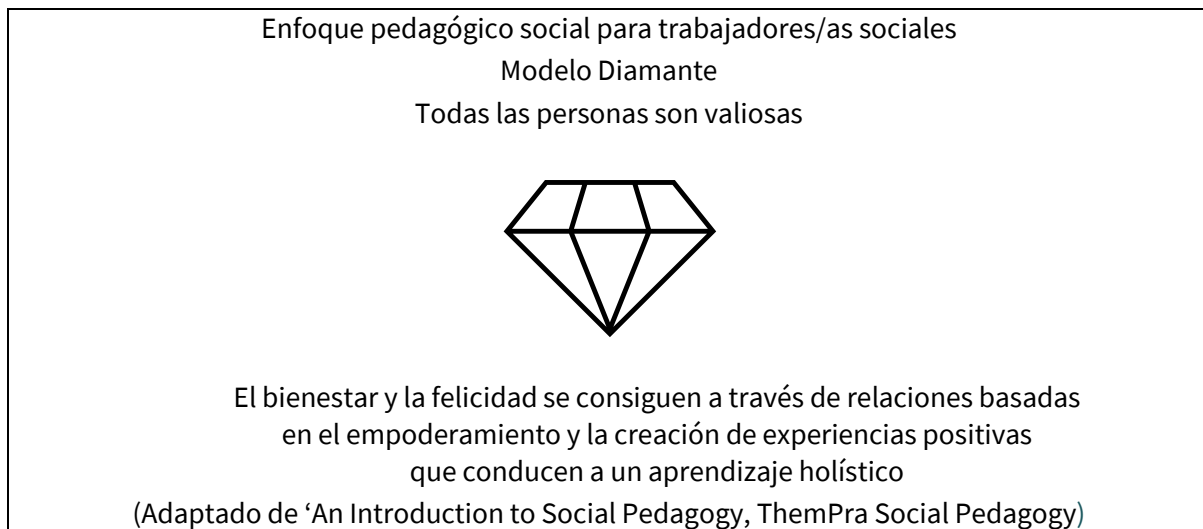 Enfoque pedagógico social para trabajadores/as sociales
Modelo Diamante
Todas las personas son valiosas
El bienestar y la felicidad se consiguen a través de relaciones basadas
en el empoderamiento y la creación de experiencias positivas
que conducen a un aprendizaje holístico
(Adaptado de ‘An Introduction to Social Pedagogy, ThemPra Social Pedagogy)